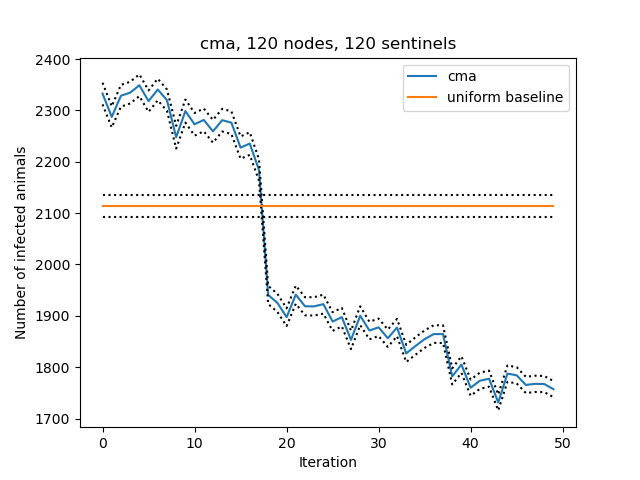 cma, 120 nodes, 120 sentinels
cma
uniform baseline
Number of infected animals
2400
2300
2200
2100
2000
1900
1800
1700
0 10 20 30 40 50
Iteration